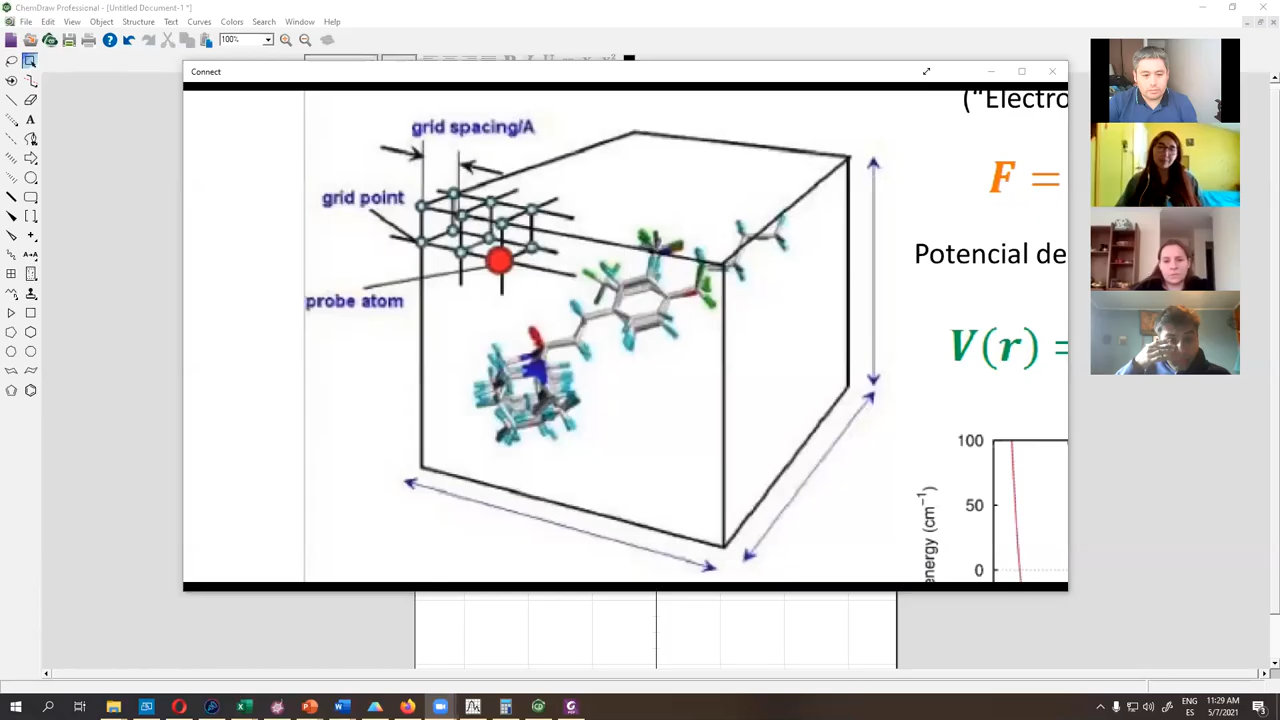 ChemDraw Professional - [Untitled Document-1 *]
File Edit View Object Structure Text Curves Colors Search Window Help
100%
Connect
("Electro
grid spacing/A
F =
grid point
Potencial de
probe atom
V(r) =
100
50
0
energy (cm⁻¹)
ENG
ES
11:29 AM
5/7/2021